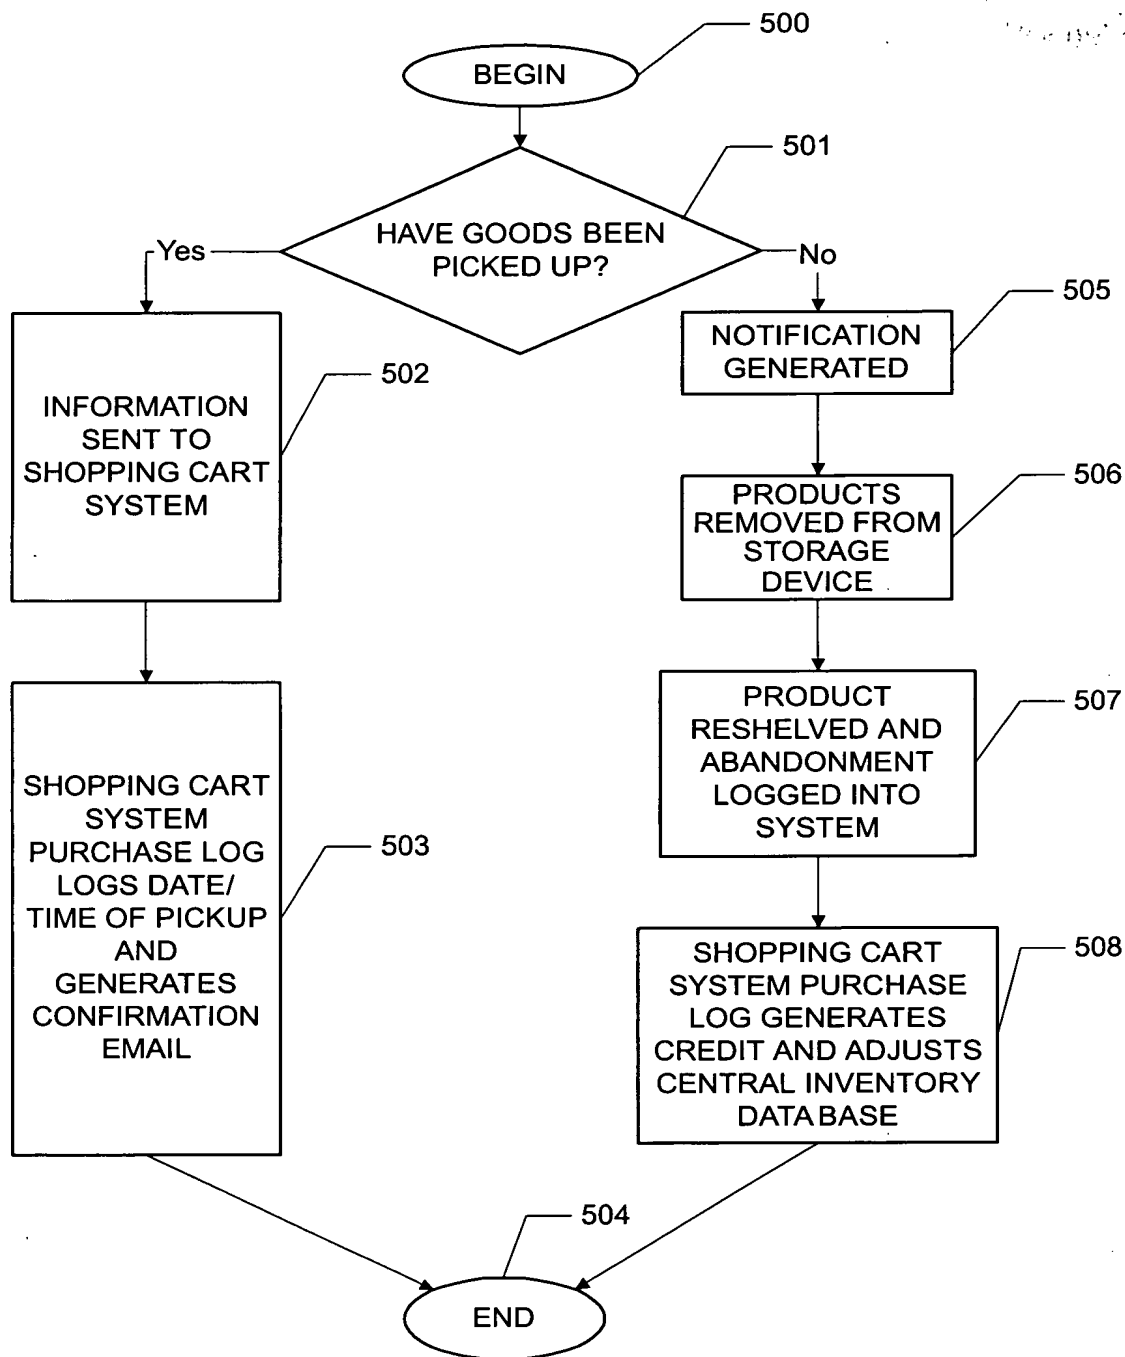 500
BEGIN
501
HAVE GOODS BEEN
PICKED UP?
Yes
No
505
NOTIFICATION
GENERATED
502
INFORMATION
SENT TO
SHOPPING CART
SYSTEM
506
PRODUCTS
REMOVED FROM
STORAGE
DEVICE
507
PRODUCT
RESHELVED AND
ABANDONMENT
LOGGED INTO
SYSTEM
503
SHOPPING CART
SYSTEM
PURCHASE LOG
LOGS DATE/
TIME OF PICKUP
AND
GENERATES
CONFIRMATION
EMAIL
508
SHOPPING CART
SYSTEM PURCHASE
LOG GENERATES
CREDIT AND ADJUSTS
CENTRAL INVENTORY
DATA BASE
504
END